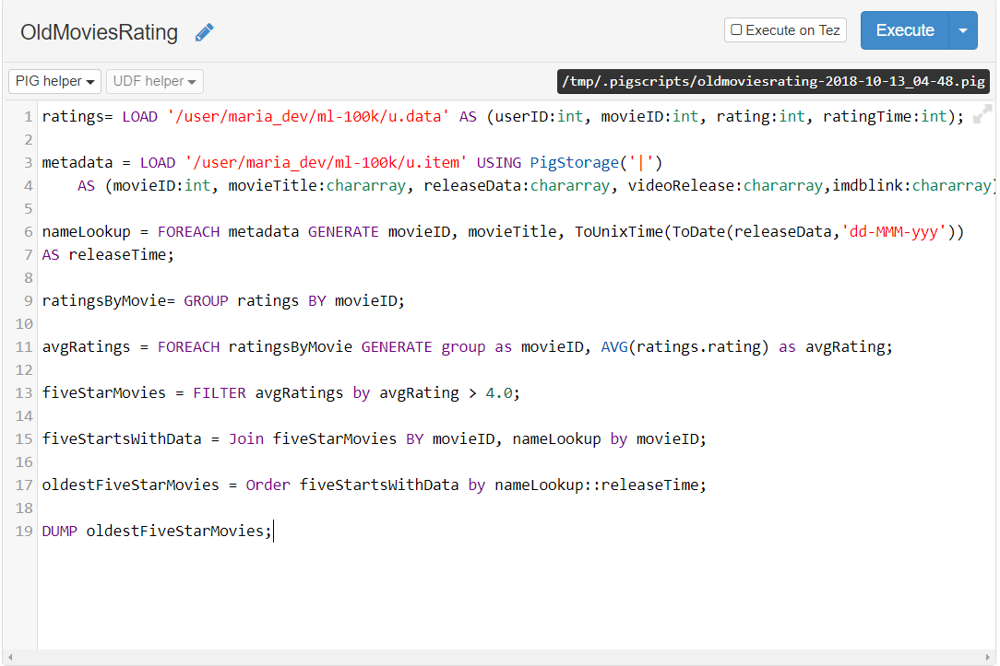 OldMoviesRating
Execute on Tez
Execute
PIG helper
UDF helper
/tmp/.pigscripts/oldmoviesrating-2018-10-13_04-48.pig
1 ratings= LOAD '/user/maria_dev/ml-100k/u.data' AS (userID:int, movieID:int, rating:int, ratingTime:int);
2
3 metadata = LOAD '/user/maria_dev/ml-100k/u.item' USING PigStorage('|')
4 AS (movieID:int, movieTitle:chararray, releaseData:chararray, videoRelease:chararray,imdblink:chararray)
5
6 nameLookup = FOREACH metadata GENERATE movieID, movieTitle, ToUnixTime(ToDate(releaseData,'dd-MMM-yyy'))
7 AS releaseTime;
8
9 ratingsByMovie= GROUP ratings BY movieID;
10
11 avgRatings = FOREACH ratingsByMovie GENERATE group as movieID, AVG(ratings.rating) as avgRating;
12
13 fiveStarMovies = FILTER avgRatings by avgRating > 4.0;
14
15 fiveStartsWithData = Join fiveStarMovies BY movieID, nameLookup by movieID;
16
17 oldestFiveStarMovies = Order fiveStartsWithData by nameLookup::releaseTime;
18
19 DUMP oldestFiveStarMovies;